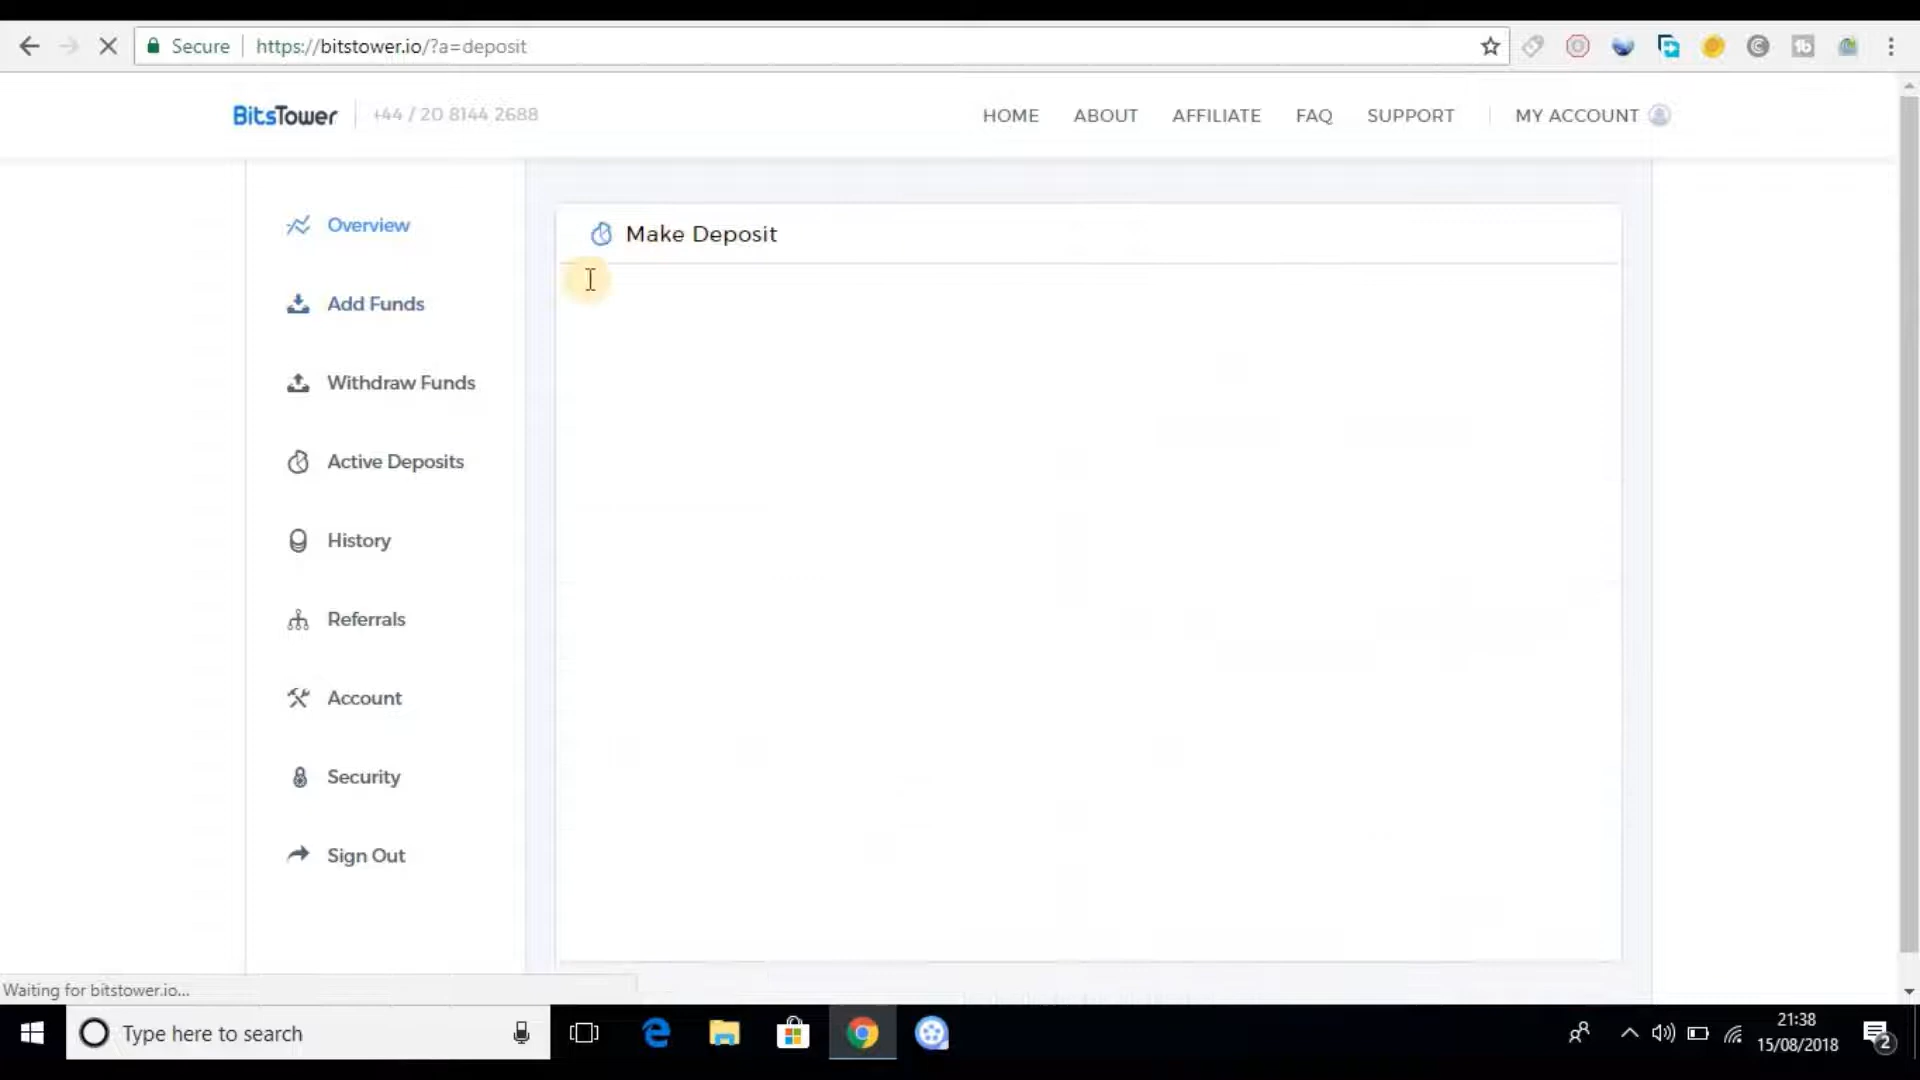 Secure
https://bitstower.io/?a=deposit
BitsTower
+44 / 20 8144 2688
HOME
ABOUT
AFFILIATE
FAQ
SUPPORT
MY ACCOUNT
Overview
Add Funds
Withdraw Funds
Active Deposits
History
Referrals
Account
Security
Sign Out
Make Deposit
Waiting for bitstower.io...
Type here to search
21:38
15/08/2018
2